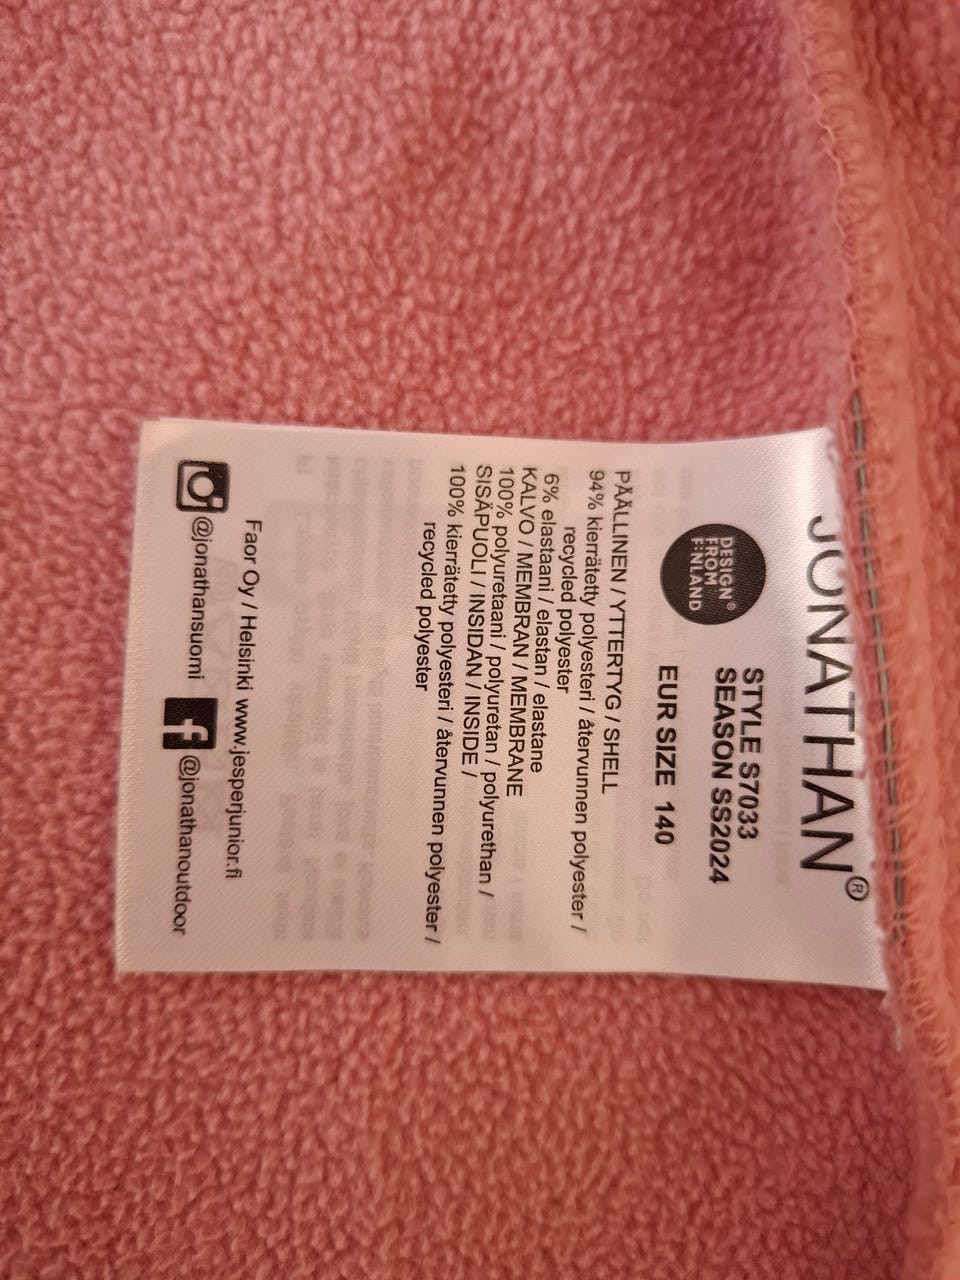 JONATHAN®
DESIGN®
FROM
FINLAND
STYLE S7033
SEASON SS2024
EUR SIZE 140
PÄÄLLINEN / YTTERTYG / SHELL
94% kierrätetty polyesteri / återvunnen polyester /
recycled polyester
6% elastaani / elastan / elastane
KALVO / MEMBRAN / MEMBRANE
100% polyuretaani / polyuretan / polyurethan /
SISÄPUOLI / INSIDAN / INSIDE /
100% kierrätetty polyesteri / återvunnen polyester /
recycled polyester
Faor Oy / Helsinki www.jesperjunior.fi
@jonathansuomi @jonathanoutdoor